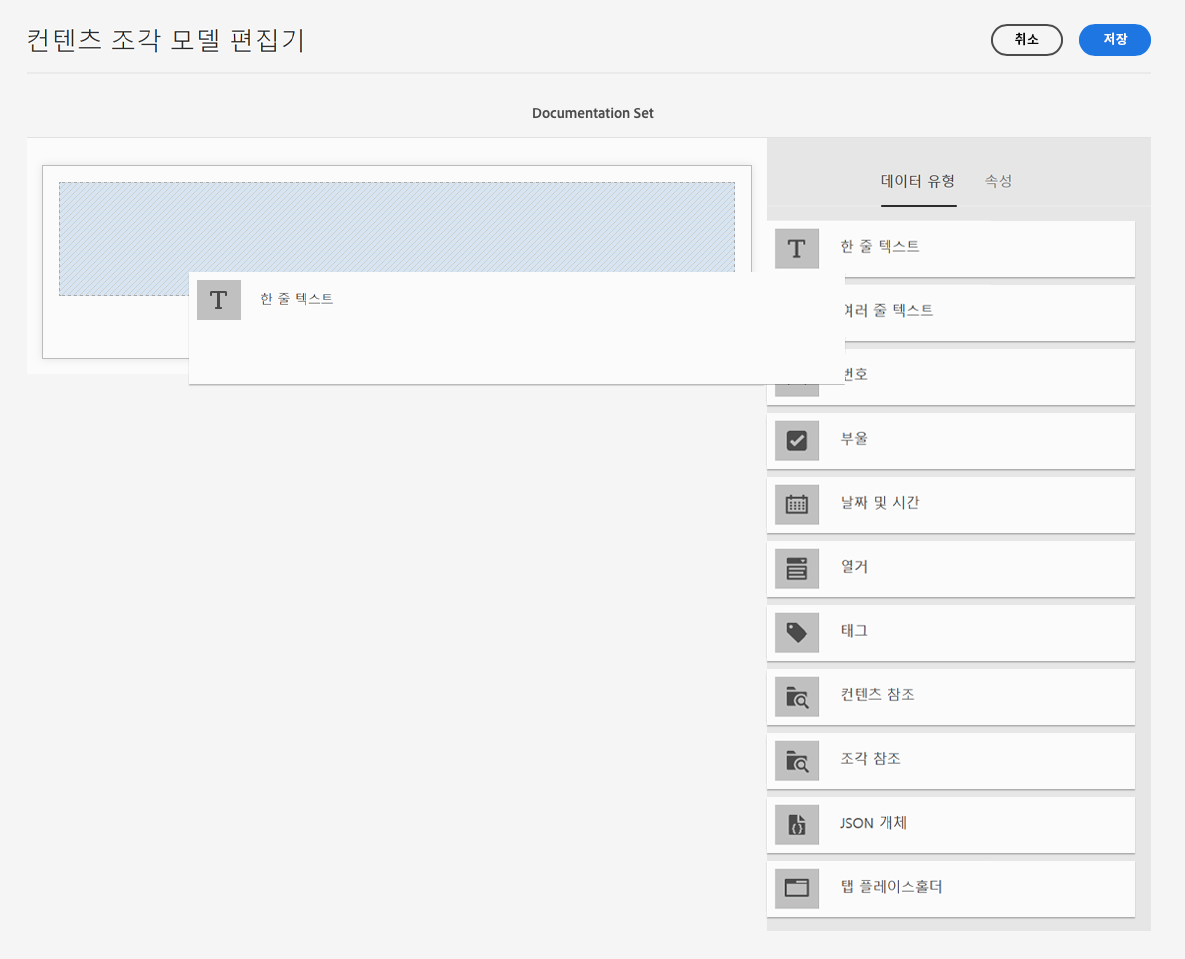 컨텐츠 조각 모델 편집기
취소
저장
Documentation Set
데이터 유형
속성
한 줄 텍스트
한 줄 텍스트
여러 줄 텍스트
번호
부울
날짜 및 시간
열거
태그
컨텐츠 참조
조각 참조
JSON 개체
탭 플레이스홀더